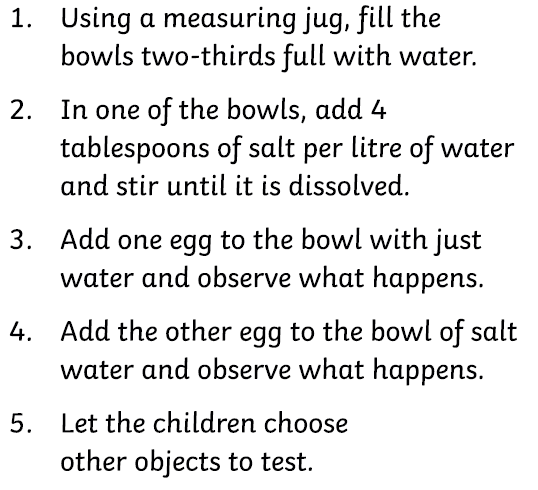 1. Using a measuring jug, fill the
bowls two-thirds full with water.
2. In one of the bowls, add 4
tablespoons of salt per litre of water
and stir until it is dissolved.
3. Add one egg to the bowl with just
water and observe what happens.
4. Add the other egg to the bowl of salt
water and observe what happens.
5. Let the children choose
other objects to test.